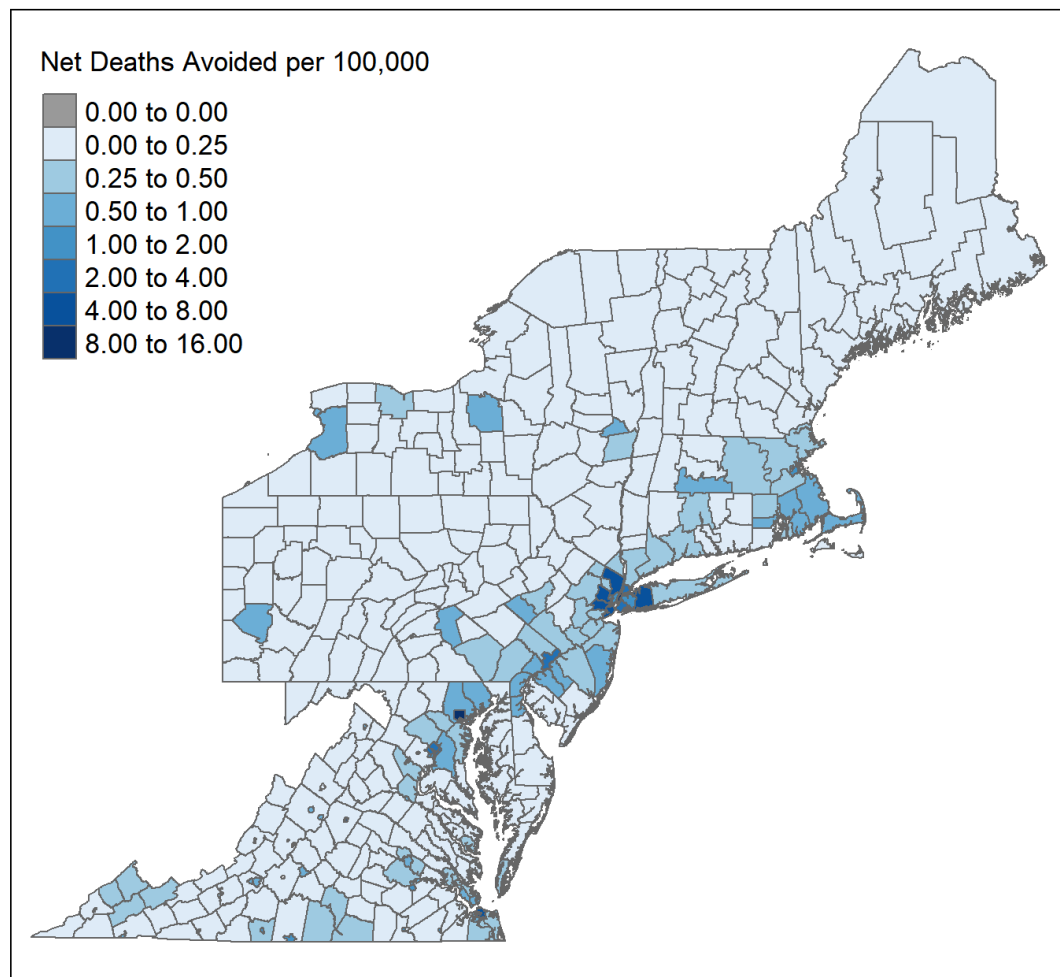 Net Deaths Avoided per 100,000
0.00 to 0.00
0.00 to 0.25
0.25 to 0.50
0.50 to 1.00
1.00 to 2.00
2.00 to 4.00
4.00 to 8.00
8.00 to 16.00